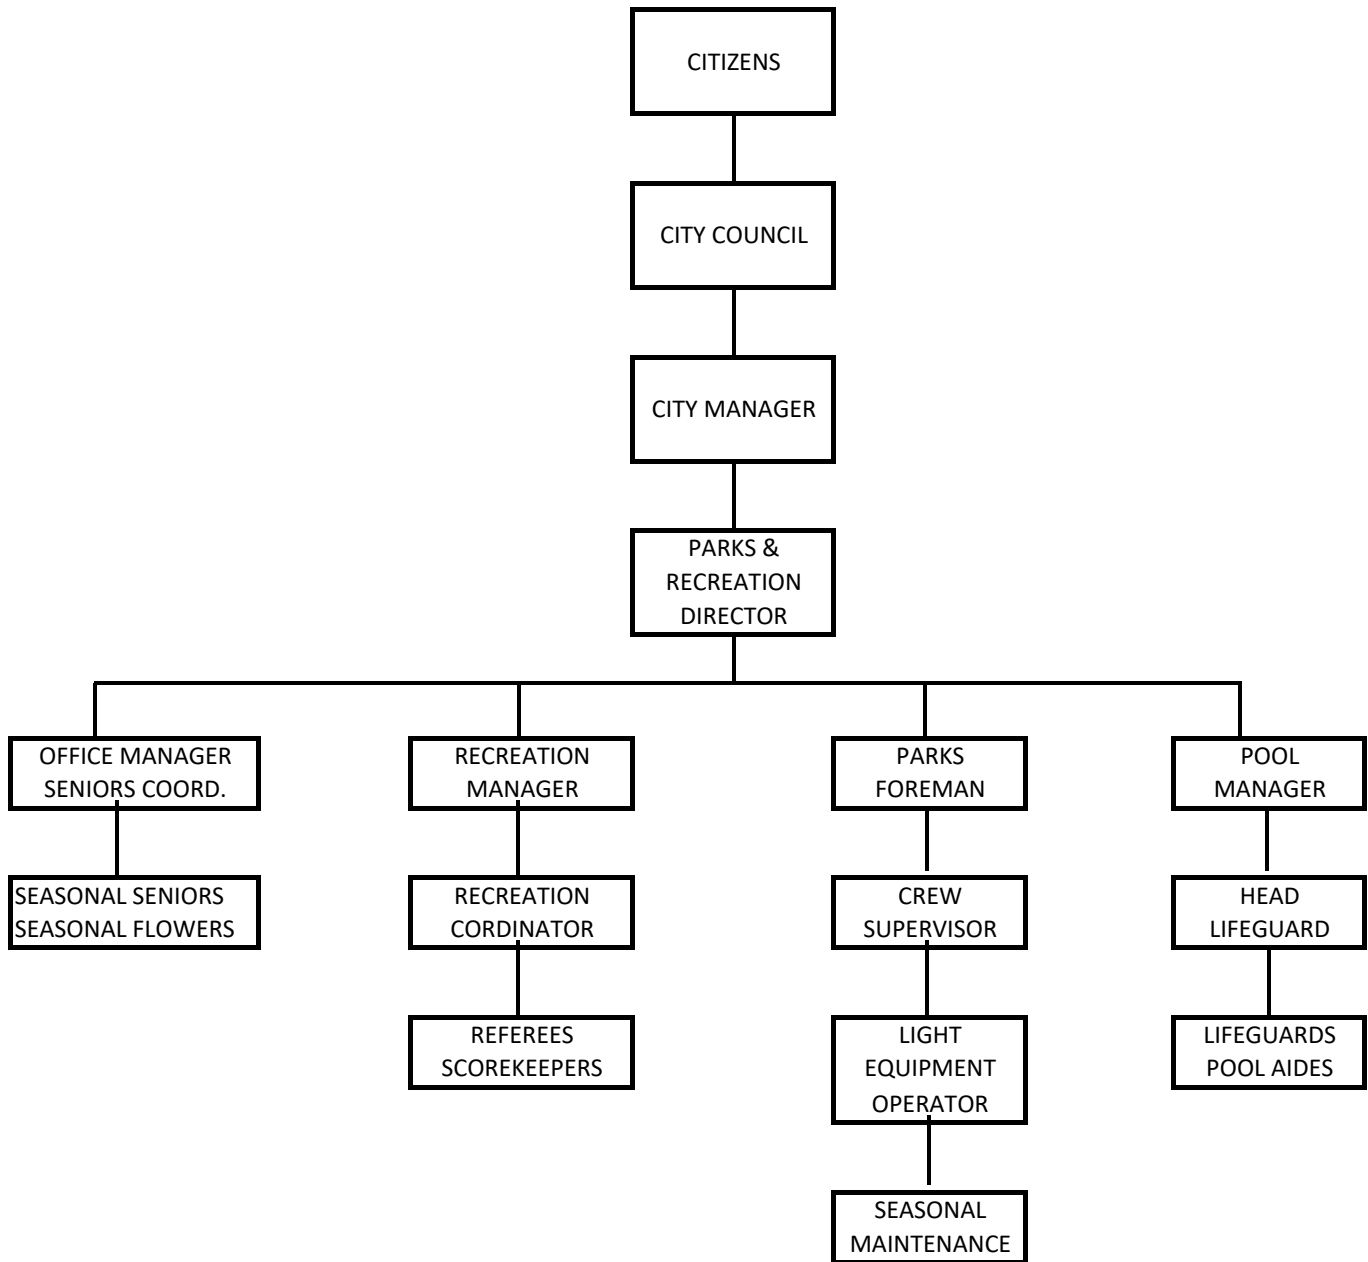 CITIZENS
CITY COUNCIL
CITY MANAGER
PARKS &
RECREATION
DIRECTOR
OFFICE MANAGER
SENIORS COORD.
RECREATION
MANAGER
PARKS
FOREMAN
POOL
MANAGER
SEASONAL SENIORS
SEASONAL FLOWERS
RECREATION
CORDINATOR
CREW
SUPERVISOR
HEAD
LIFEGUARD
REFEREES
SCOREKEEPERS
LIGHT
EQUIPMENT
OPERATOR
LIFEGUARDS
POOL AIDES
SEASONAL
MAINTENANCE